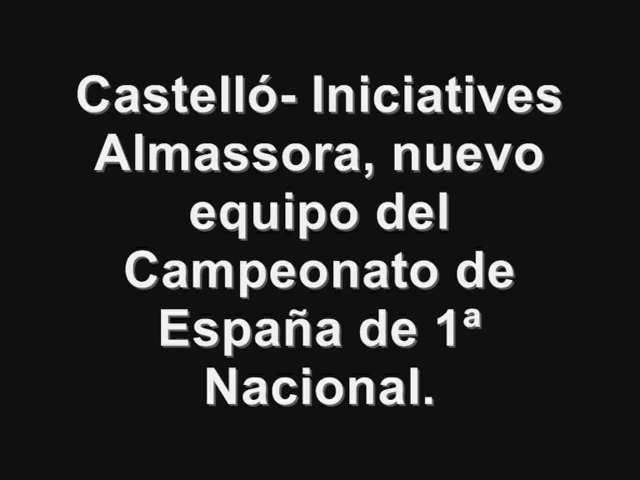 Castelló- Iniciatives
Almassora, nuevo
equipo del
Campeonato de
España de 1ª
Nacional.